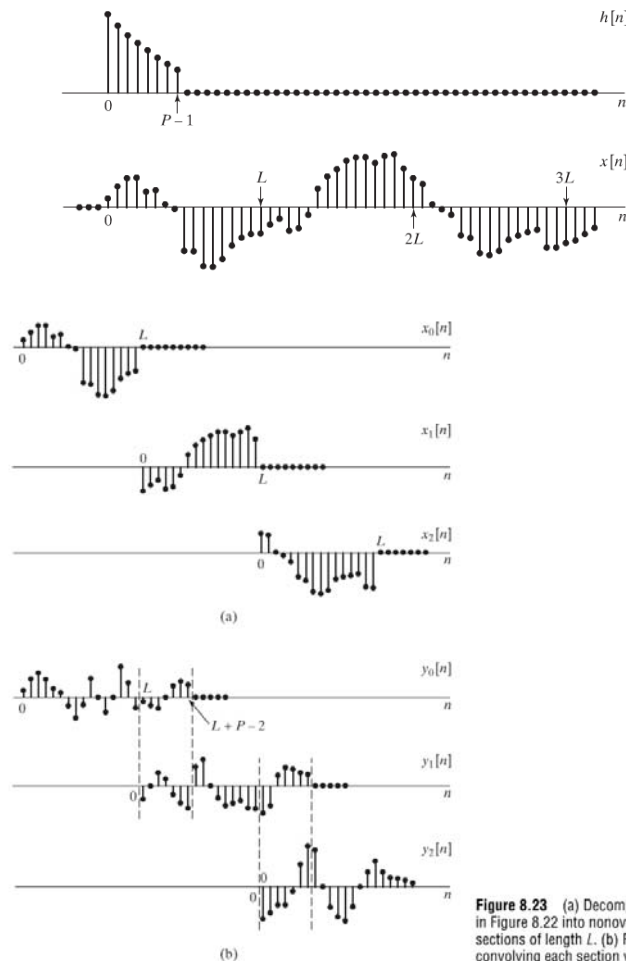 h[n]
0
n
P – 1
x[n]
L
3L
0
2L
n
x₀[n]
L
0
n
x₁[n]
0
L
n
x₂[n]
L
0
n
(a)
y₀[n]
L
0
n
L + P – 2
y₁[n]
0
n
y₂[n]
0
0
n
(b)
Figure 8.23 (a) Decom
in Figure 8.22 into nonov
sections of length L. (b)
convolving each section